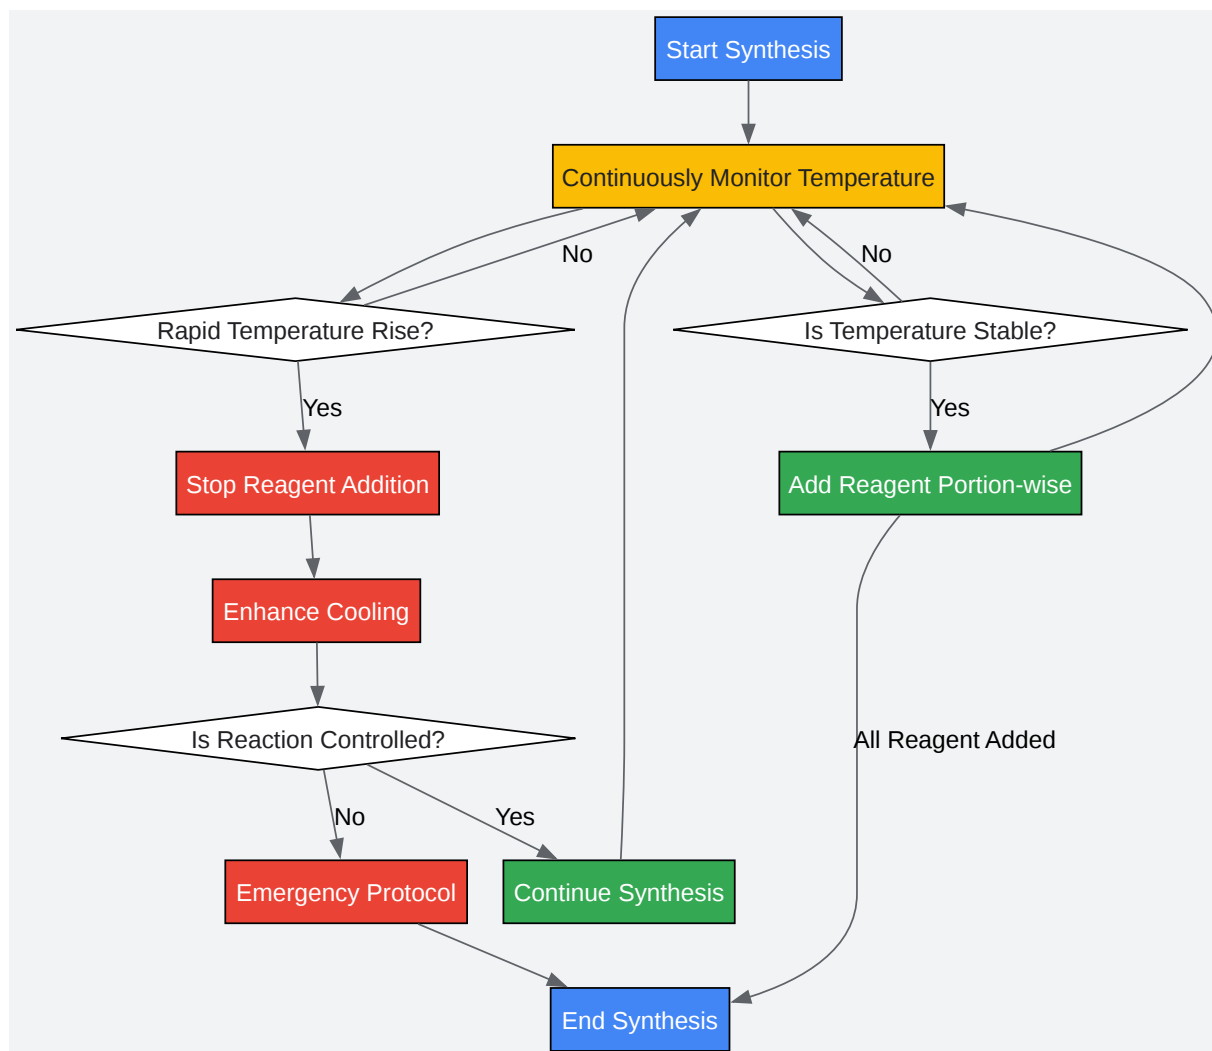 Start Synthesis
Continuously Monitor Temperature
No
No
Rapid Temperature Rise?
Is Temperature Stable?
Yes
Yes
Stop Reagent Addition
Add Reagent Portion-wise
Enhance Cooling
Is Reaction Controlled?
All Reagent Added
No
Yes
Emergency Protocol
Continue Synthesis
End Synthesis